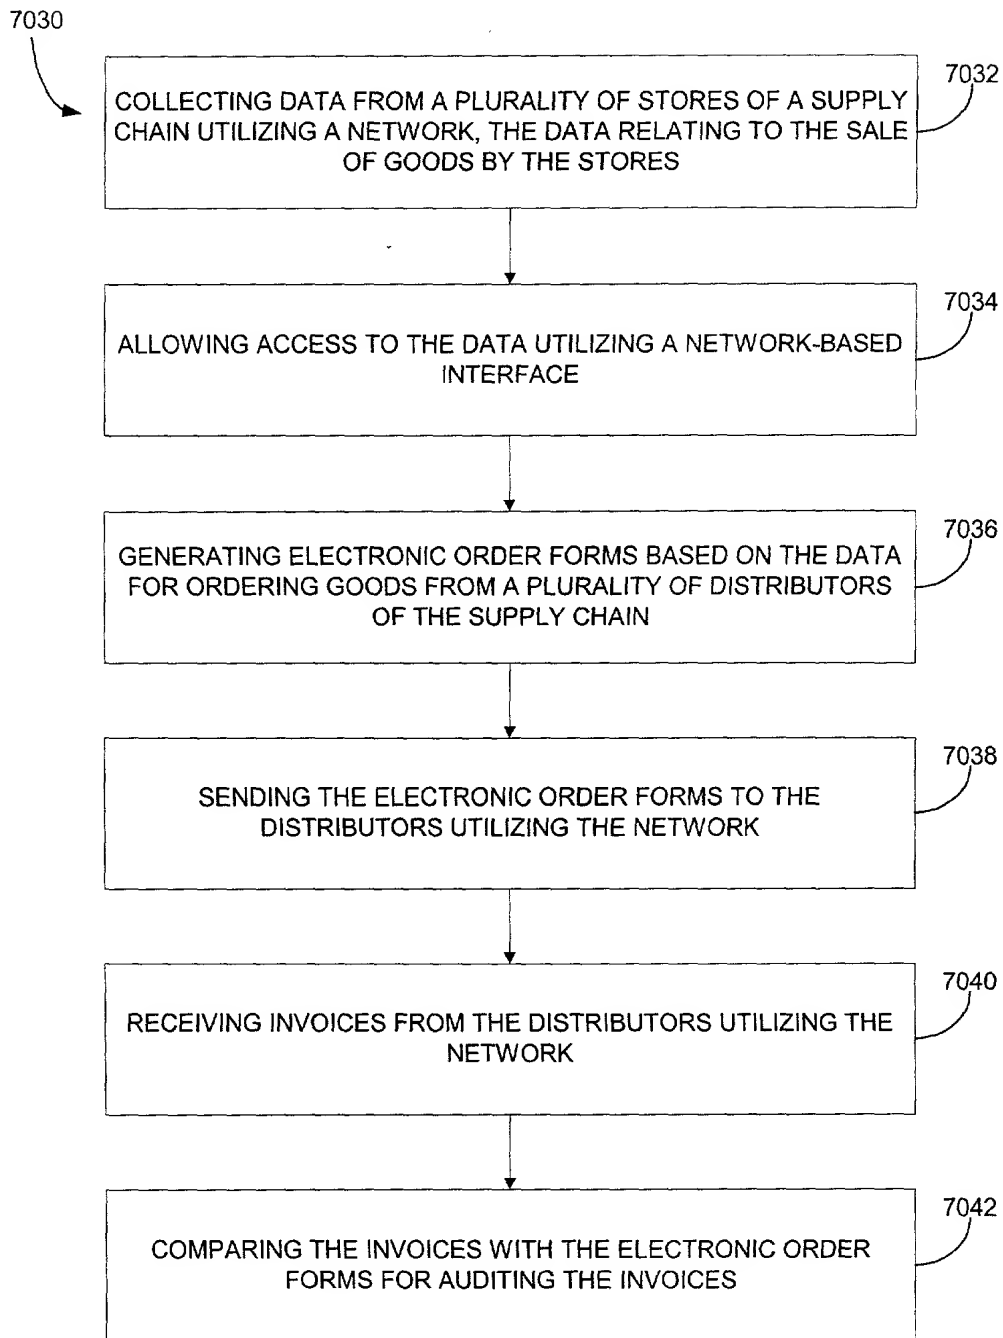 7030
7032
COLLECTING DATA FROM A PLURALITY OF STORES OF A SUPPLY
CHAIN UTILIZING A NETWORK, THE DATA RELATING TO THE SALE
OF GOODS BY THE STORES
7034
ALLOWING ACCESS TO THE DATA UTILIZING A NETWORK-BASED
INTERFACE
7036
GENERATING ELECTRONIC ORDER FORMS BASED ON THE DATA
FOR ORDERING GOODS FROM A PLURALITY OF DISTRIBUTORS
OF THE SUPPLY CHAIN
7038
SENDING THE ELECTRONIC ORDER FORMS TO THE
DISTRIBUTORS UTILIZING THE NETWORK
7040
RECEIVING INVOICES FROM THE DISTRIBUTORS UTILIZING THE
NETWORK
7042
COMPARING THE INVOICES WITH THE ELECTRONIC ORDER
FORMS FOR AUDITING THE INVOICES